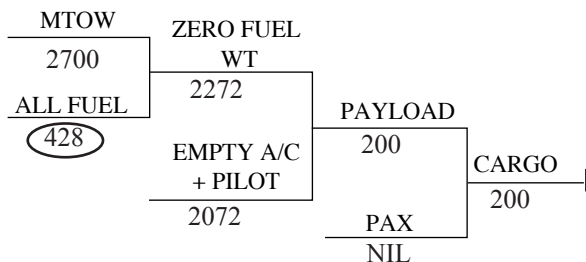 MTOW
2700
ALL FUEL
428
ZERO FUEL
WT
2272
EMPTY A/C
+ PILOT
2072
PAYLOAD
200
PAX
NIL
CARGO
200